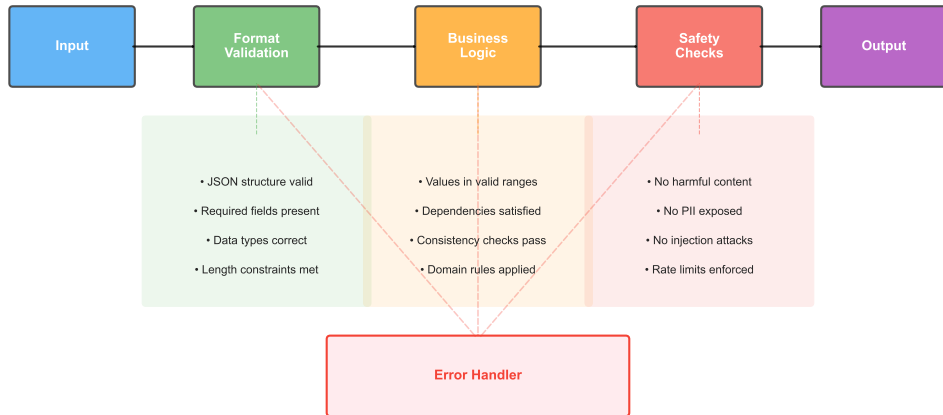 Input
Format
Validation
Business
Logic
Safety
Checks
Output
• JSON structure valid
• Required fields present
• Data types correct
• Length constraints met
• Values in valid ranges
• Dependencies satisfied
• Consistency checks pass
• Domain rules applied
• No harmful content
• No PII exposed
• No injection attacks
• Rate limits enforced
Error Handler